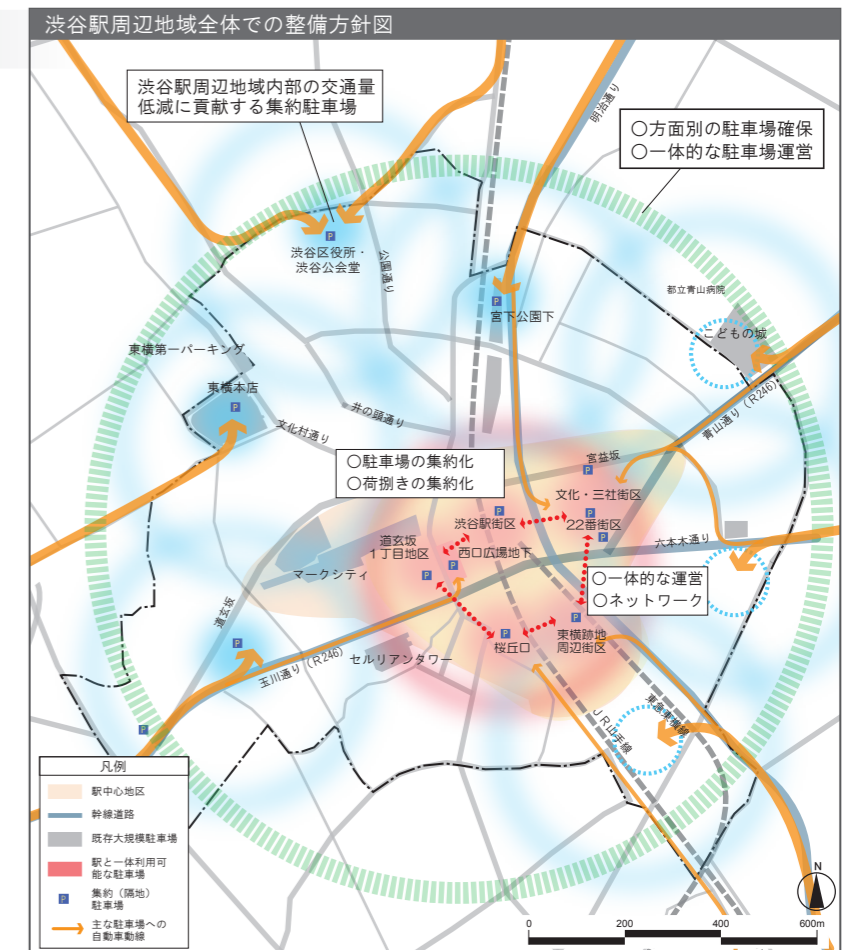 渋谷駅周辺地域全体での整備方針図
渋谷駅周辺地域内部の交通量
低減に貢献する集約駐車場
明治通り
○方面別の駐車場確保
○一体的な駐車場運営
P
渋谷区役所・
渋谷公会堂
公園通り
P
宮下公園下
都立青山病院
こどもの城
東横第一パーキング
東横本店
P
文化村通り
井の頭通り
青山通り（R246）
○駐車場の集約化
○荷捌きの集約化
宮益坂
P
文化・三社街区
P
渋谷駅街区
P
22番街区
P
六本木通り
道玄坂
1丁目地区
西口広場地下
P
P
マークシティ
○一体的な運営
○ネットワーク
道玄坂
P
玉川通り（R246）
セルリアンタワー
P
桜丘口
P
東横跡地
周辺街区
東急東横線
JR山手線
P
凡例
駅中心地区
幹線道路
既存大規模駐車場
駅と一体利用可
能な駐車場
P
集約（隔地）
駐車場
主な駐車場への
自動車動線
N
0 200 400 600m